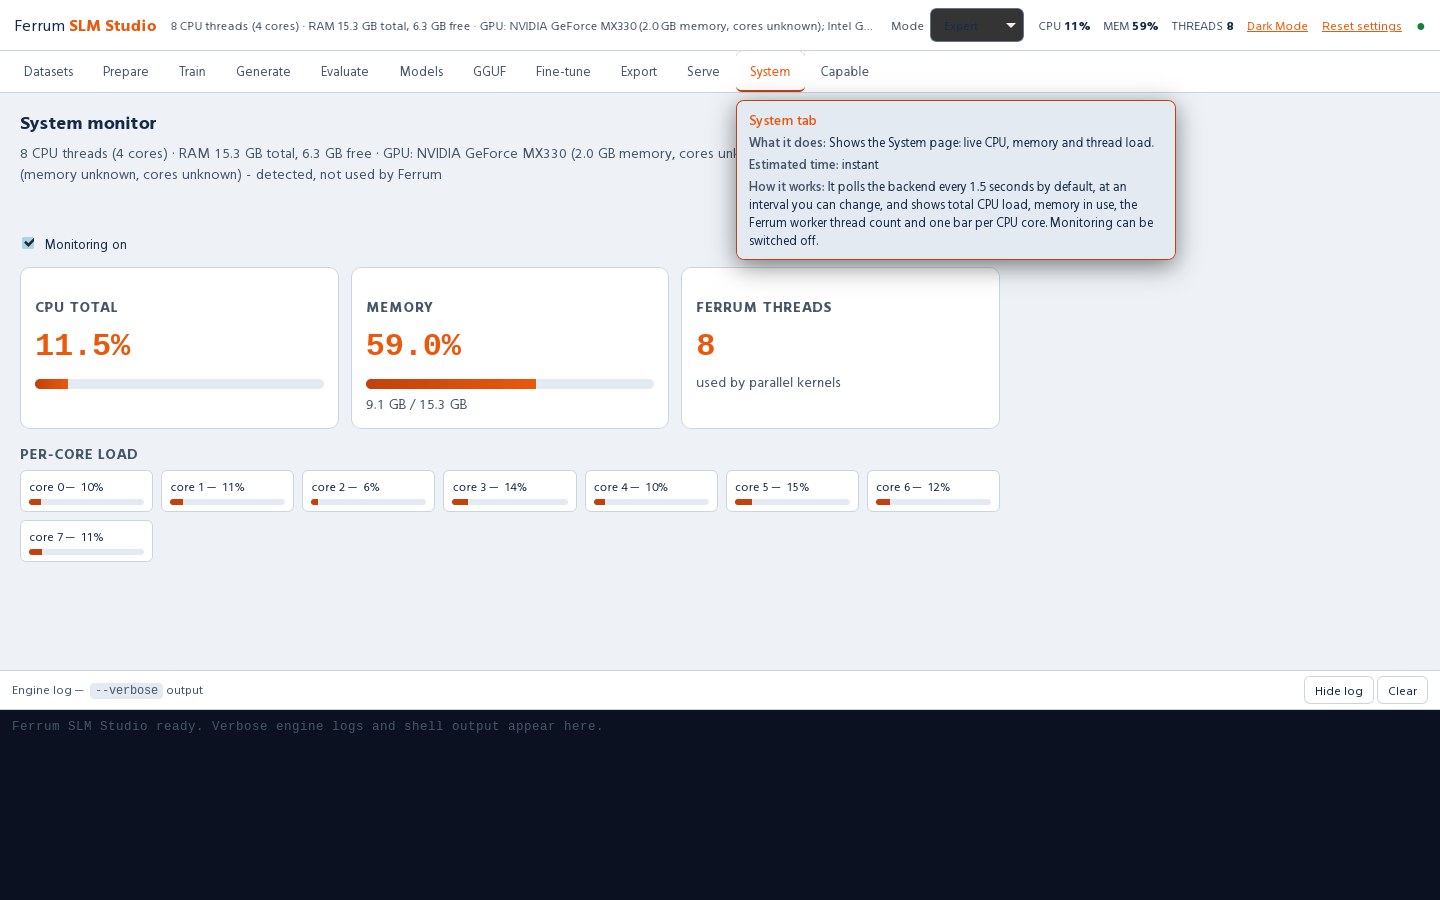 Ferrum SLM Studio
8 CPU threads (4 cores) · RAM 15.3 GB total, 6.3 GB free · GPU: NVIDIA GeForce MX330 (2.0 GB memory, cores unknown); Intel G...
Mode
Expert
CPU 11%
MEM 59%
THREADS 8
Dark Mode
Reset settings
Datasets
Prepare
Train
Generate
Evaluate
Models
GGUF
Fine-tune
Export
Serve
System
Capable
System monitor
8 CPU threads (4 cores) · RAM 15.3 GB total, 6.3 GB free · GPU: NVIDIA GeForce MX330 (2.0 GB memory, cores
(memory unknown, cores unknown) - detected, not used by Ferrum
System tab
What it does: Shows the System page: live CPU, memory and thread load.
Estimated time: instant
How it works: It polls the backend every 1.5 seconds by default, at an
interval you can change, and shows total CPU load, memory in use, the
Ferrum worker thread count and one bar per CPU core. Monitoring can be
switched off.
Monitoring on
CPU TOTAL
11.5%
MEMORY
59.0%
9.1 GB / 15.3 GB
FERRUM THREADS
8
used by parallel kernels
PER-CORE LOAD
core 0 — 10%
core 1 — 11%
core 2 — 6%
core 3 — 14%
core 4 — 10%
core 5 — 15%
core 6 — 12%
core 7 — 11%
Engine log — --verbose output
Hide log
Clear
Ferrum SLM Studio ready. Verbose engine logs and shell output appear here.